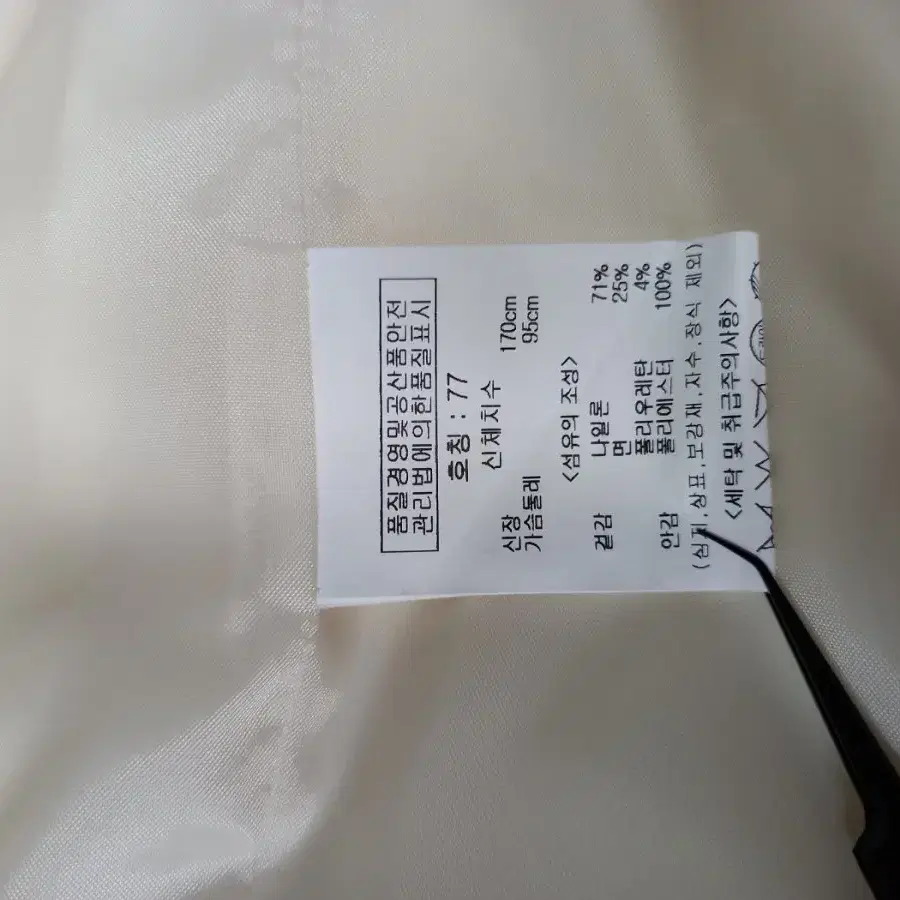 품질경영및공산품안전
관리법에의한품질표시
호칭 : 77
신체치수
신장 170cm
가슴둘레 95cm
<섬유의 조성>
겉감 나일론 71%
면 25%
폴리우레탄 4%
안감 폴리에스터 100%
(심지,상표,보강재,자수,장식 제외)
<세탁 및 취급주의사항>